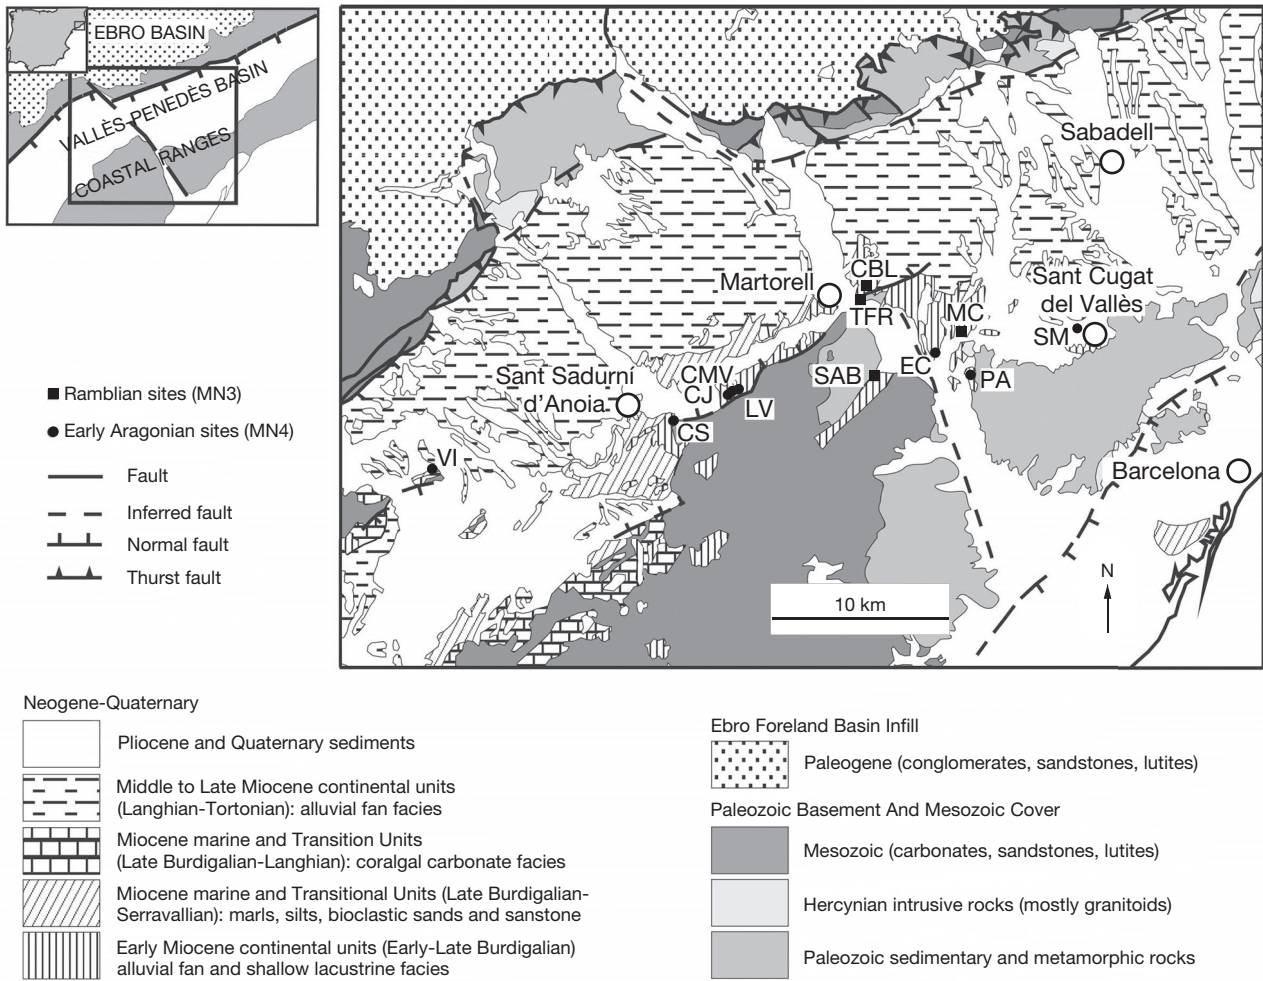 EBRO BASIN
VALLÈS-PENEDÈS BASIN
COASTAL RANGES
Sabadell
Sant Cugat
del Vallès
Martorell
CBL
TFR
MC
SM
EC
PA
SAB
CMV
CJ
LV
CS
Sant Sadurní
d'Anoia
VI
Barcelona
N
10 km
Ramblian sites (MN3)
Early Aragonian sites (MN4)
Fault
Inferred fault
Normal fault
Thurst fault
Neogene-Quaternary
Pliocene and Quaternary sediments
Middle to Late Miocene continental units
(Langhian-Tortonian): alluvial fan facies
Miocene marine and Transition Units
(Late Burdigalian-Langhian): coralgal carbonate facies
Miocene marine and Transitional Units (Late Burdigalian-
Serravallian): marls, silts, bioclastic sands and sanstone
Early Miocene continental units (Early-Late Burdigalian)
alluvial fan and shallow lacustrine facies
Ebro Foreland Basin Infill
Paleogene (conglomerates, sandstones, lutites)
Paleozoic Basement And Mesozoic Cover
Mesozoic (carbonates, sandstones, lutites)
Hercynian intrusive rocks (mostly granitoids)
Paleozoic sedimentary and metamorphic rocks